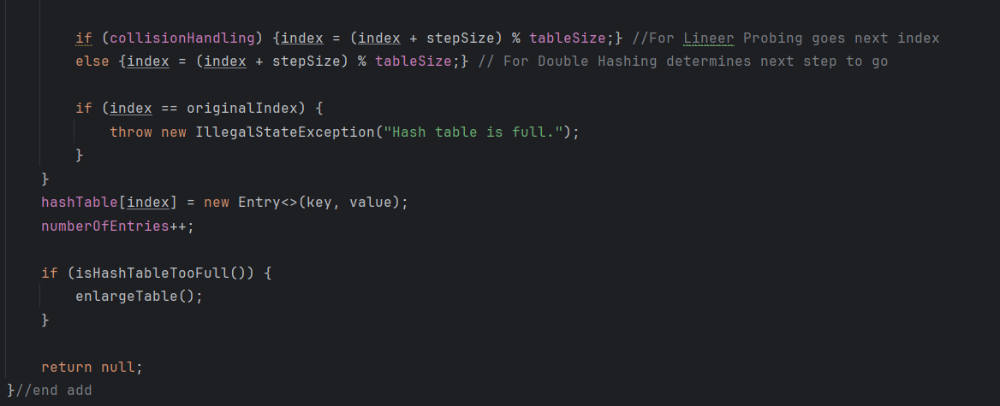 if (collisionHandling) {index = (index + stepSize) % tableSize;} //For Lineer Probing goes next index
else {index = (index + stepSize) % tableSize;} // For Double Hashing determines next step to go
if (index == originalIndex) {
throw new IllegalStateException("Hash table is full.");
}
}
hashTable[index] = new Entry<>(key, value);
numberOfEntries++;
if (isHashTableTooFull()) {
enlargeTable();
}
return null;
}//end add